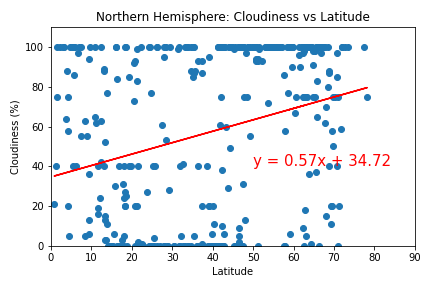 Northern Hemisphere: Cloudiness vs Latitude
Cloudiness (%)
100
80
60
40
20
0
y = 0.57x + 34.72
0 10 20 30 40 50 60 70 80 90
Latitude